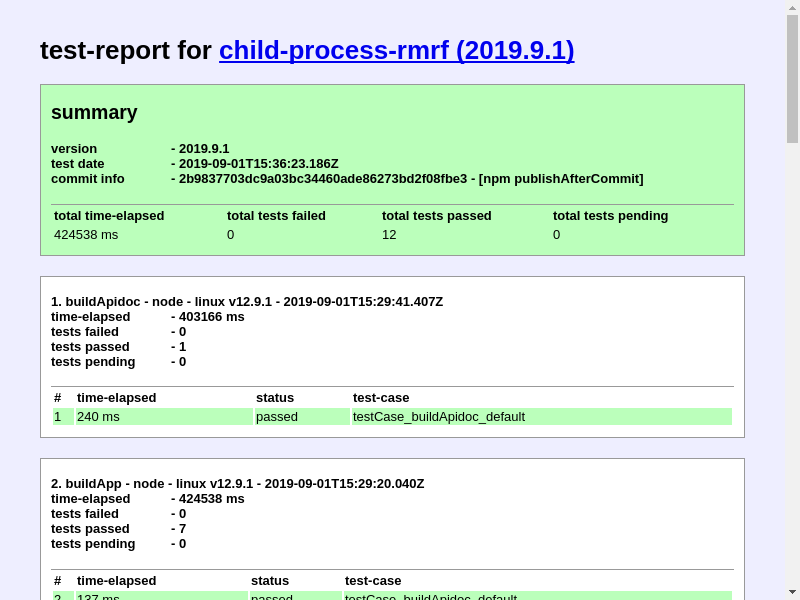 test-report for child-process-rmrf (2019.9.1)
summary
version - 2019.9.1
test date - 2019-09-01T15:36:23.186Z
commit info - 2b9837703dc9a03bc34460ade86273bd2f08fbe3 - [npm publishAfterCommit]
total time-elapsed total tests failed total tests passed total tests pending
424538 ms 0 12 0
1. buildApidoc - node - linux v12.9.1 - 2019-09-01T15:29:41.407Z
time-elapsed - 403166 ms
tests failed - 0
tests passed - 1
tests pending - 0
# time-elapsed status test-case
1 240 ms passed testCase_buildApidoc_default
2. buildApp - node - linux v12.9.1 - 2019-09-01T15:29:20.040Z
time-elapsed - 424538 ms
tests failed - 0
tests passed - 7
tests pending - 0
# time-elapsed status test-case
2 137 ms passed testCase_buildApidoc_default